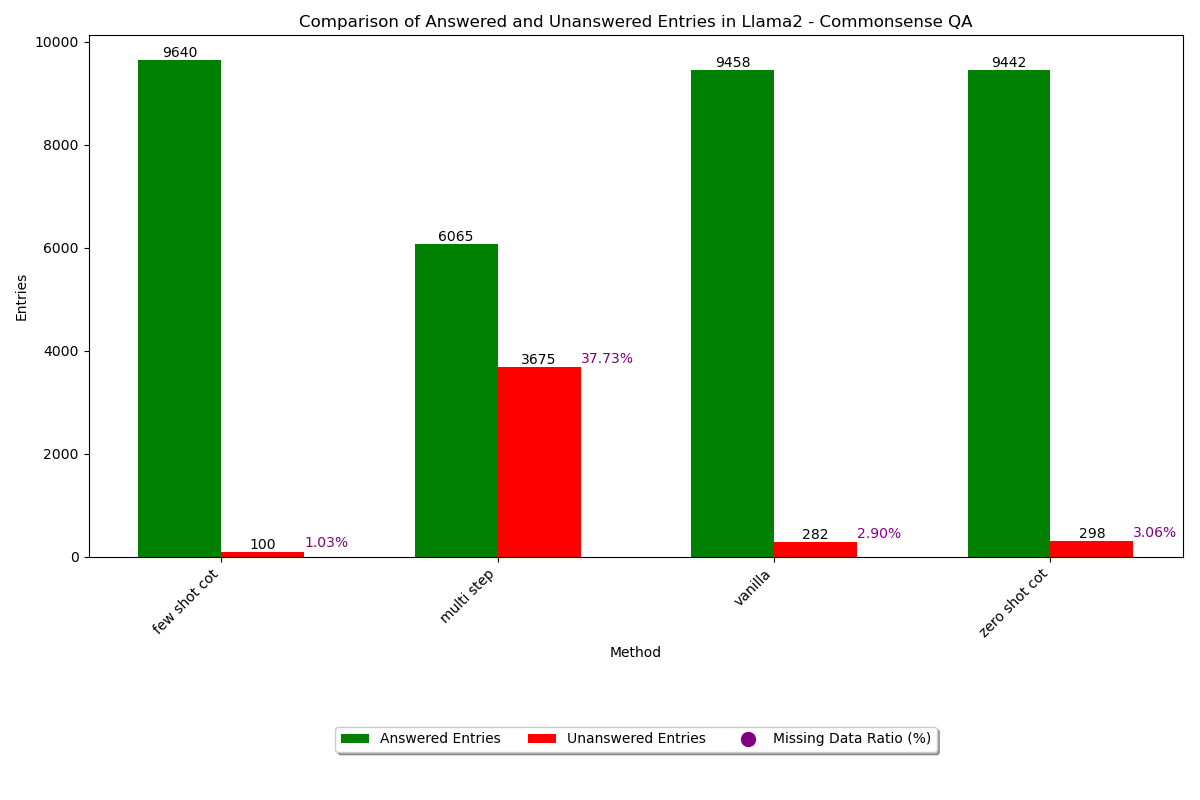 Comparison of Answered and Unanswered Entries in Llama2 - Commonsense QA
10000
8000
6000
4000
2000
0
Entries
9640
100
1.03%
6065
3675
37.73%
9458
282
2.90%
9442
298
3.06%
few shot cot
multi step
vanilla
zero shot cot
Method
Answered Entries
Unanswered Entries
Missing Data Ratio (%)